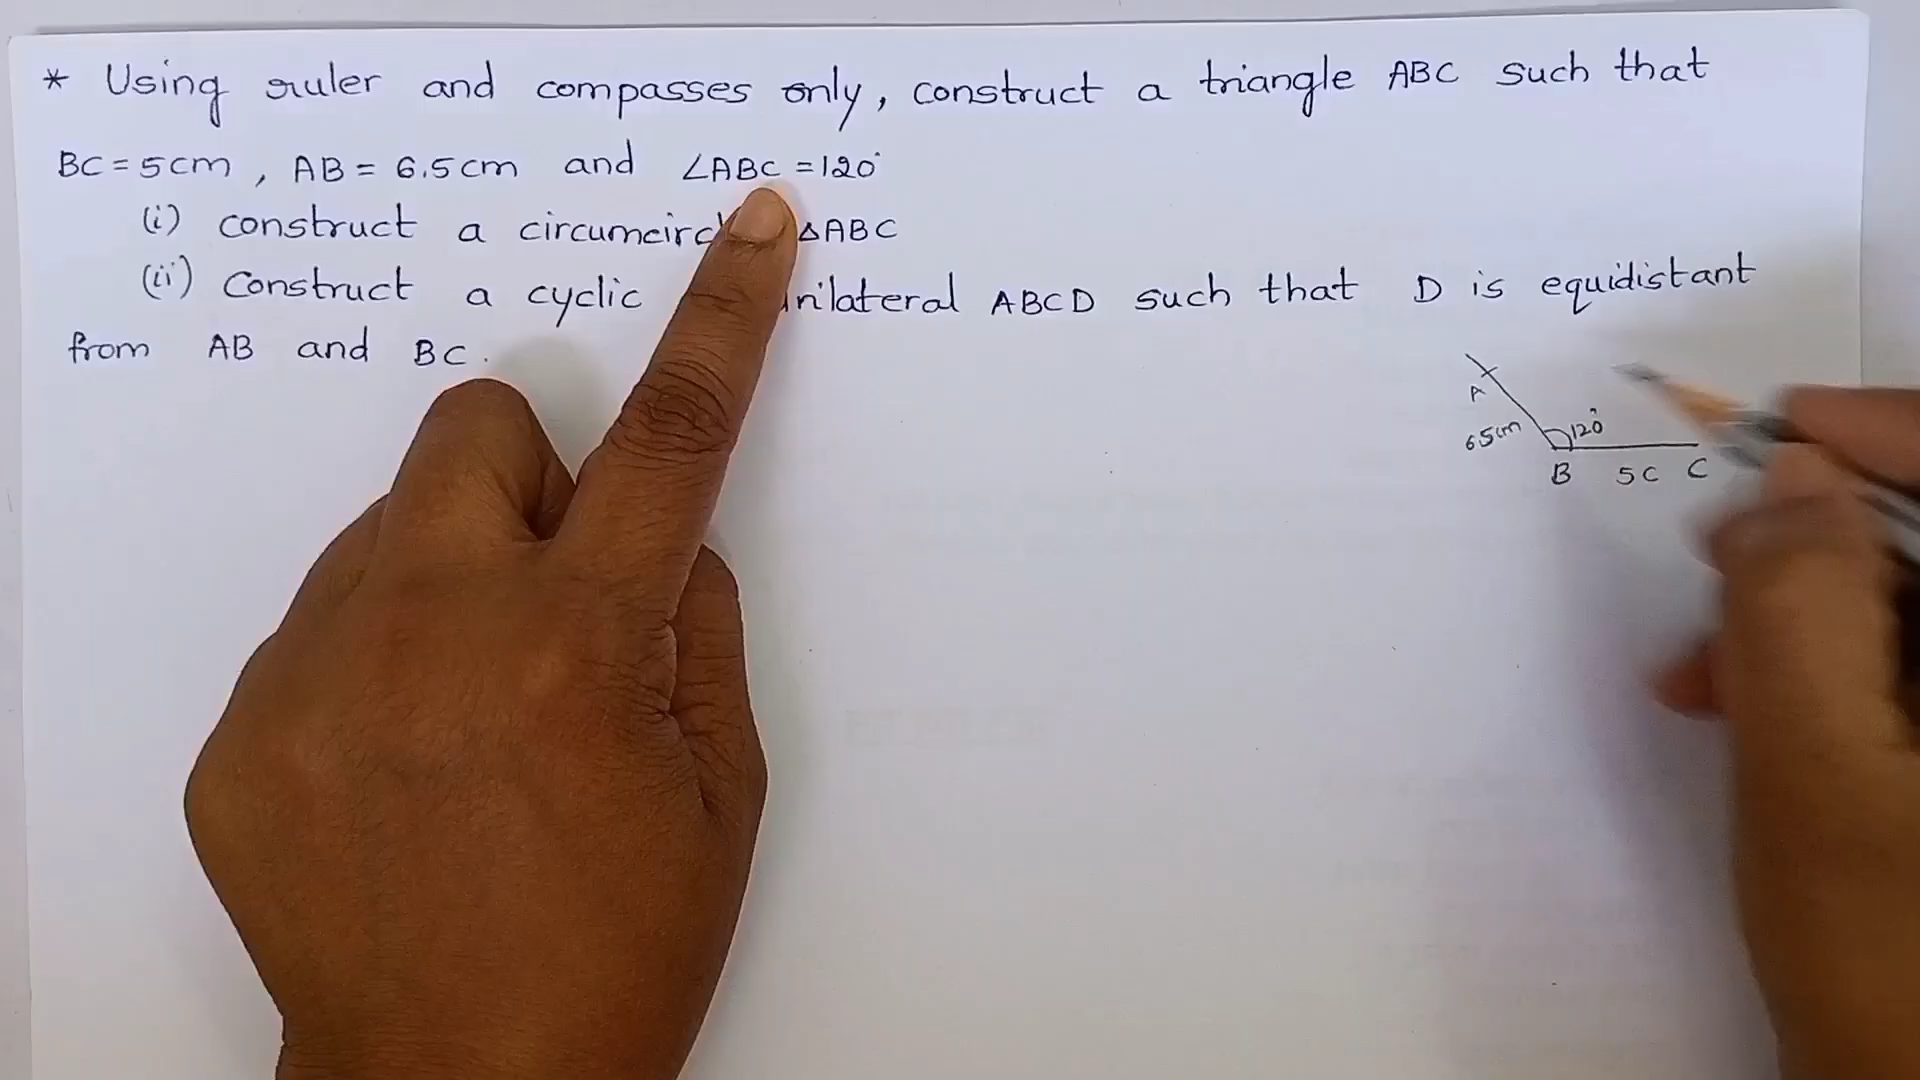 * Using ruler and compasses only, construct a triangle ABC such that
BC = 5cm, AB = 6.5cm and ∠ABC = 120°
(i) construct a circumcirc ΔABC
(ii) Construct a cyclic rilateral ABCD such that D is equidistant
from AB and BC.
A
6.5cm
120°
B 5C C